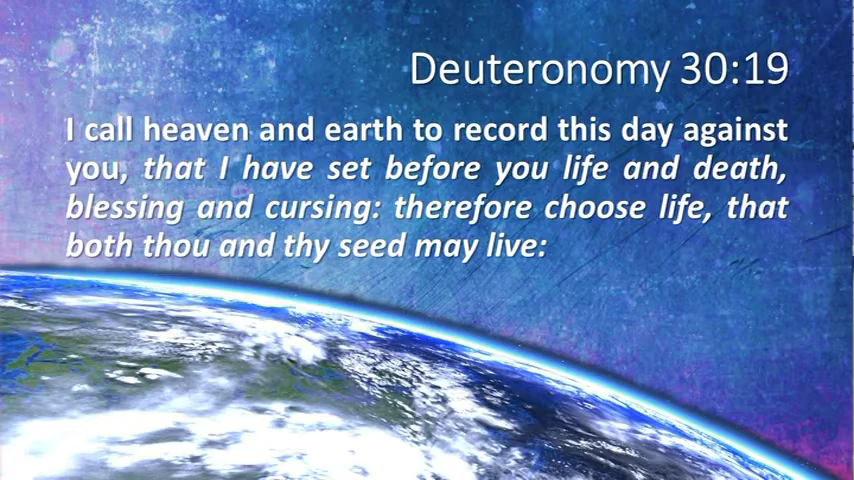 Deuteronomy 30:19
I call heaven and earth to record this day against
you, that I have set before you life and death,
blessing and cursing: therefore choose life, that
both thou and thy seed may live: